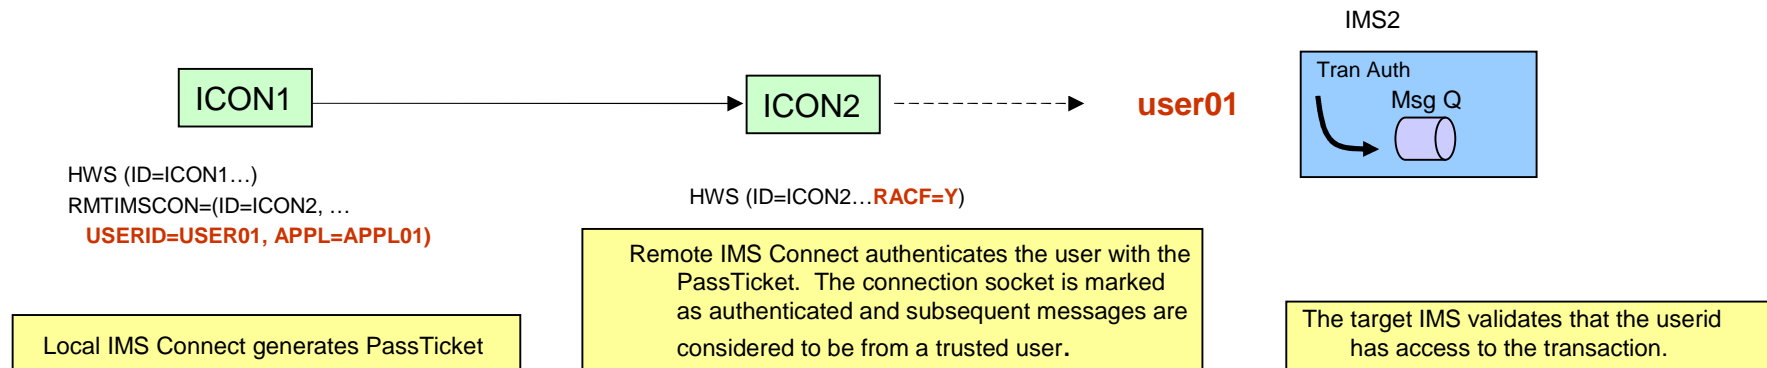 IMS2
ICON1
ICON2
user01
Tran Auth
Msg Q
HWS (ID=ICON1…)
RMTIMSCON=(ID=ICON2, …
USERID=USER01, APPL=APPL01)
HWS (ID=ICON2…RACF=Y)
Local IMS Connect generates PassTicket
Remote IMS Connect authenticates the user with the
PassTicket. The connection socket is marked
as authenticated and subsequent messages are
considered to be from a trusted user.
The target IMS validates that the userid
has access to the transaction.